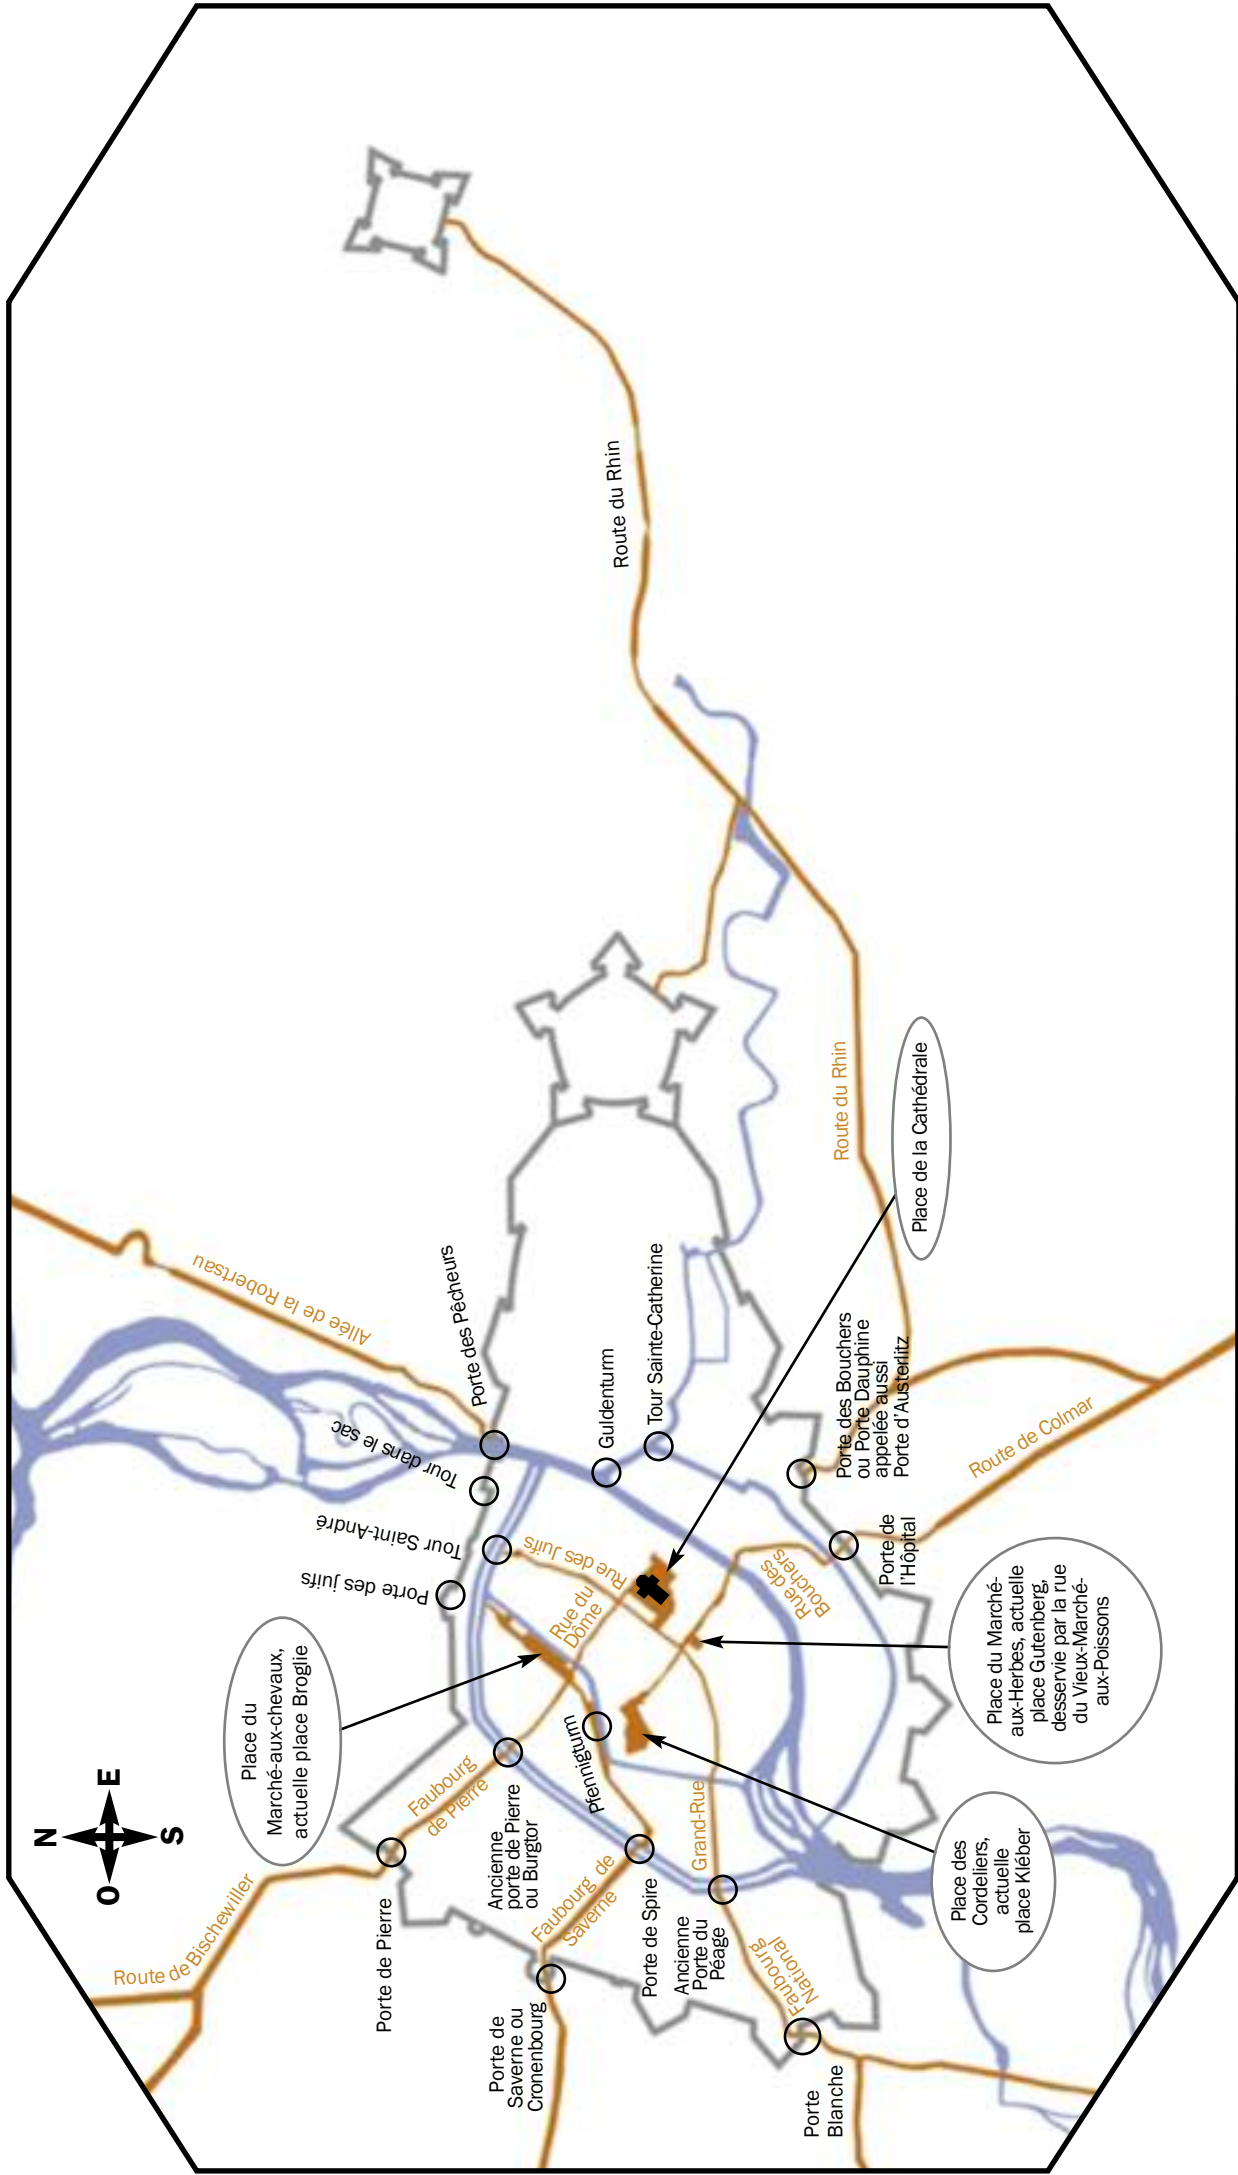 N
O
E
S
Route de Bischewiller
Place du
Marché-aux-chevaux,
actuelle place Broglie
Allée de la Robertsau
Porte de Pierre
Faubourg
de Pierre
Porte des juifs
Tour Saint-André
Tour dans le sac
Porte des Pêcheurs
Porte de
Saverne ou
Cronenbourg
Ancienne
porte de Pierre
ou Burgtor
Faubourg de
Saverne
Pfennigturm
Rue du
Dôme
Rue des Juifs
Guldenturm
Tour Sainte-Catherine
Route du Rhin
Porte de Spire
Ancienne
Porte du
Péage
Grand-Rue
Faubourg
National
Porte
Blanche
Rue des
Bouchers
Porte de
l'Hôpital
Porte des Bouchers
ou Porte Dauphine
appelée aussi
Porte d'Austerlitz
Route du Rhin
Place de la Cathédrale
Route de Colmar
Place des
Cordeliers,
actuelle
place Kléber
Place du Marché-
aux-Herbes, actuelle
place Gutenberg,
desservie par la rue
du Vieux-Marché-
aux-Poissons